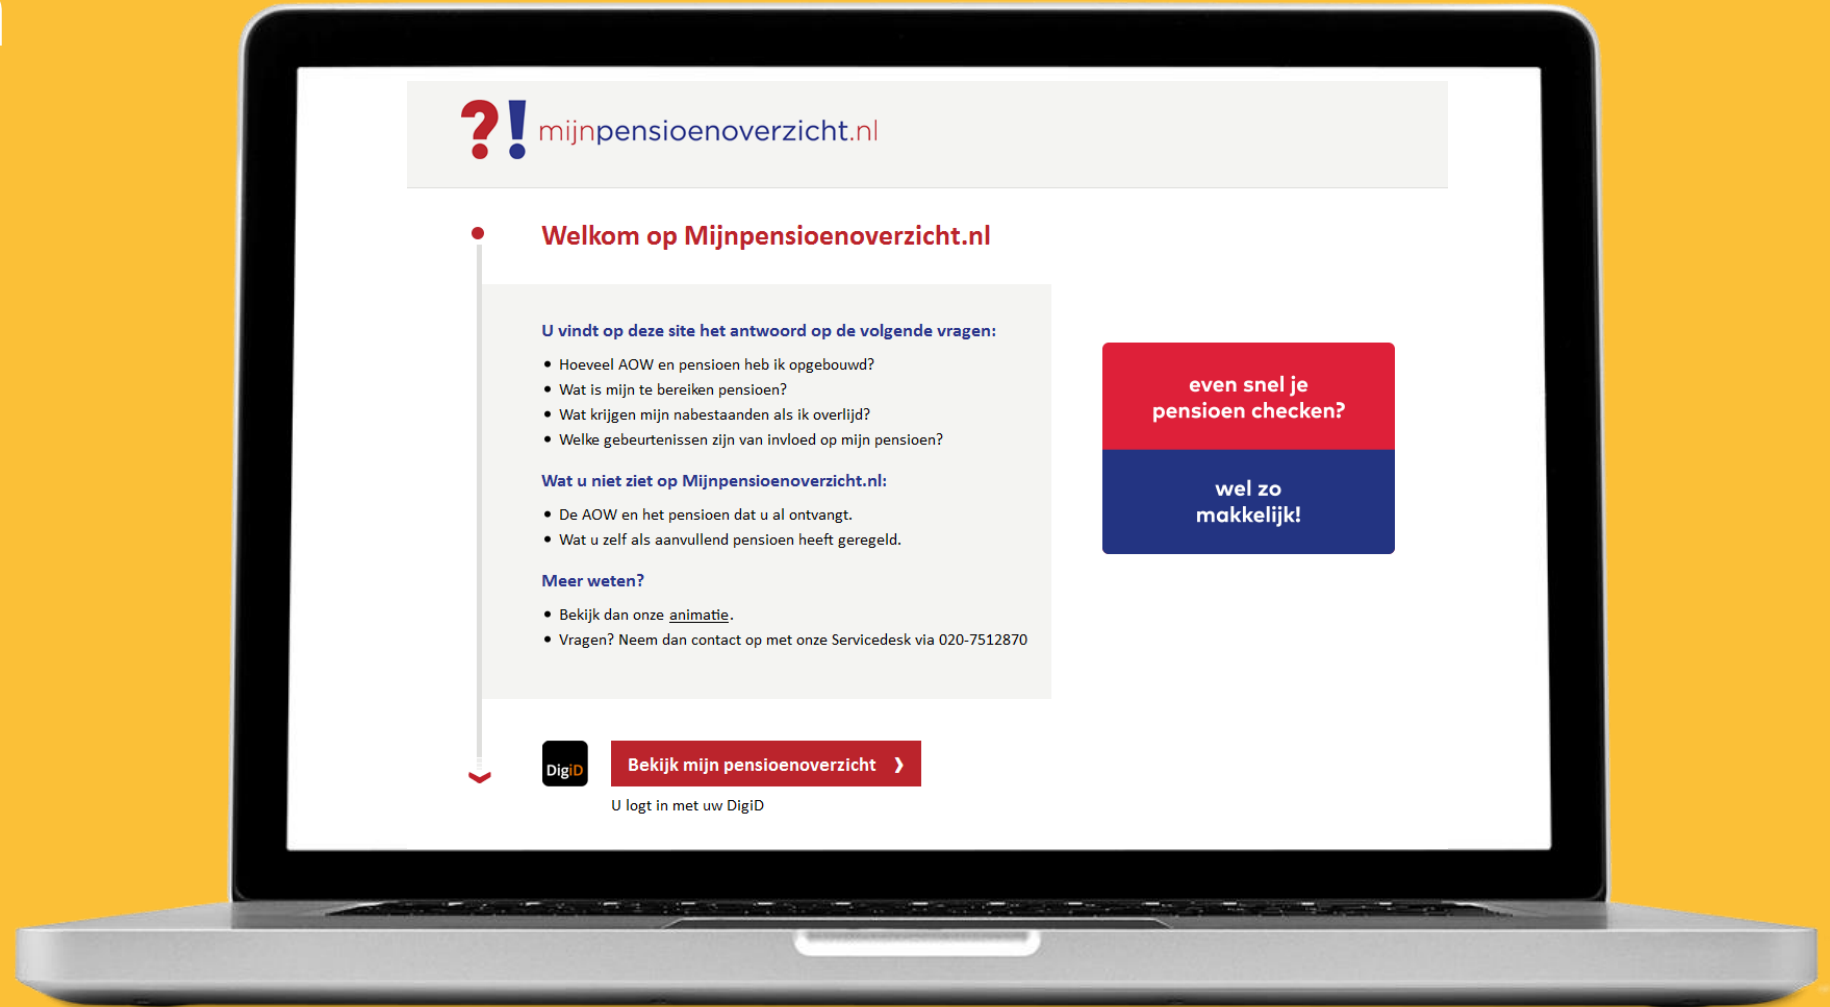 ?! mijnpensioenoverzicht.nl
Welkom op Mijnpensioenoverzicht.nl
U vindt op deze site het antwoord op de volgende vragen:
• Hoeveel AOW en pensioen heb ik opgebouwd?
• Wat is mijn te bereiken pensioen?
• Wat krijgen mijn nabestaanden als ik overlijd?
• Welke gebeurtenissen zijn van invloed op mijn pensioen?
Wat u niet ziet op Mijnpensioenoverzicht.nl:
• De AOW en het pensioen dat u al ontvangt.
• Wat u zelf als aanvullend pensioen heeft geregeld.
Meer weten?
• Bekijk dan onze animatie.
• Vragen? Neem dan contact op met onze Servicedesk via 020-7512870
even snel je
pensioen checken?
wel zo
makkelijk!
DigiD
Bekijk mijn pensioenoverzicht ❯
U logt in met uw DigiD